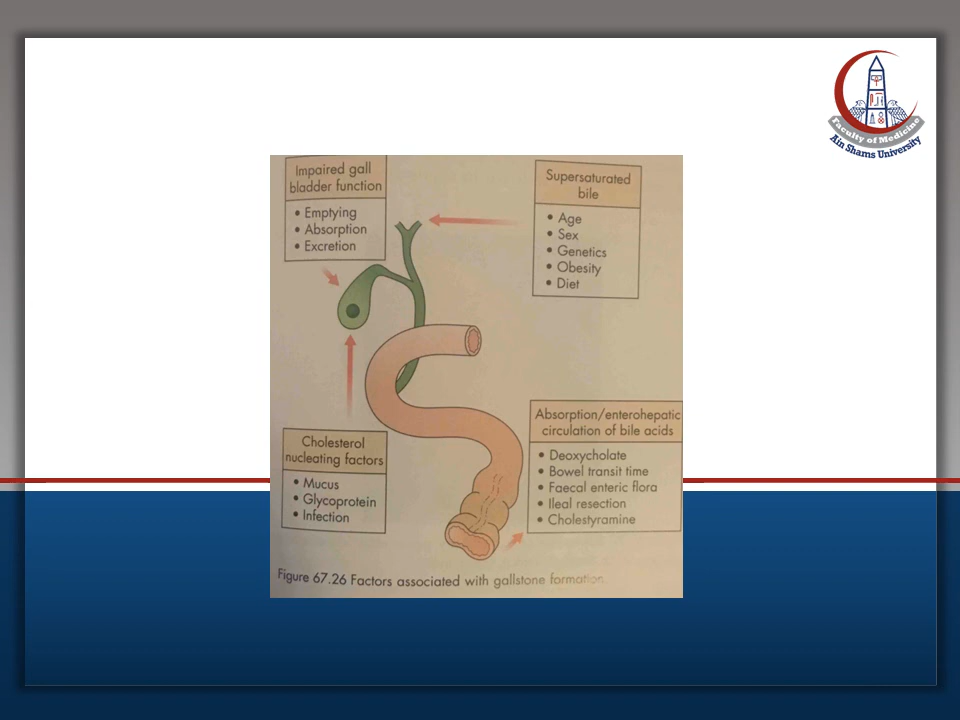 Faculty of Medicine
Ain Shams University
Impaired gall
bladder function
• Emptying
• Absorption
• Excretion
Supersaturated
bile
• Age
• Sex
• Genetics
• Obesity
• Diet
Cholesterol
nucleating factors
• Mucus
• Glycoprotein
• Infection
Absorption/enterohepatic
circulation of bile acids
• Deoxycholate
• Bowel transit time
• Faecal enteric flora
• Ileal resection
• Cholestyramine
Figure 67.26 Factors associated with gallstone formation.